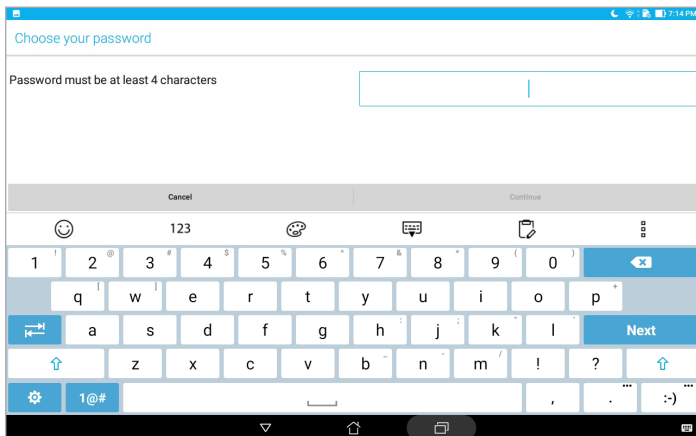 7:14 PM
Choose your password
Password must be at least 4 characters
Cancel Continue
123
1 ! 2 @ 3 # 4 $ 5 % 6 ^ 7 & 8 * 9 ( 0 )
q [ w ] e r t y u i o p +
a s d f g h : j ; k " l '
Next
z x c v b - n - m / ! ?
1@# , . ... :-) ...